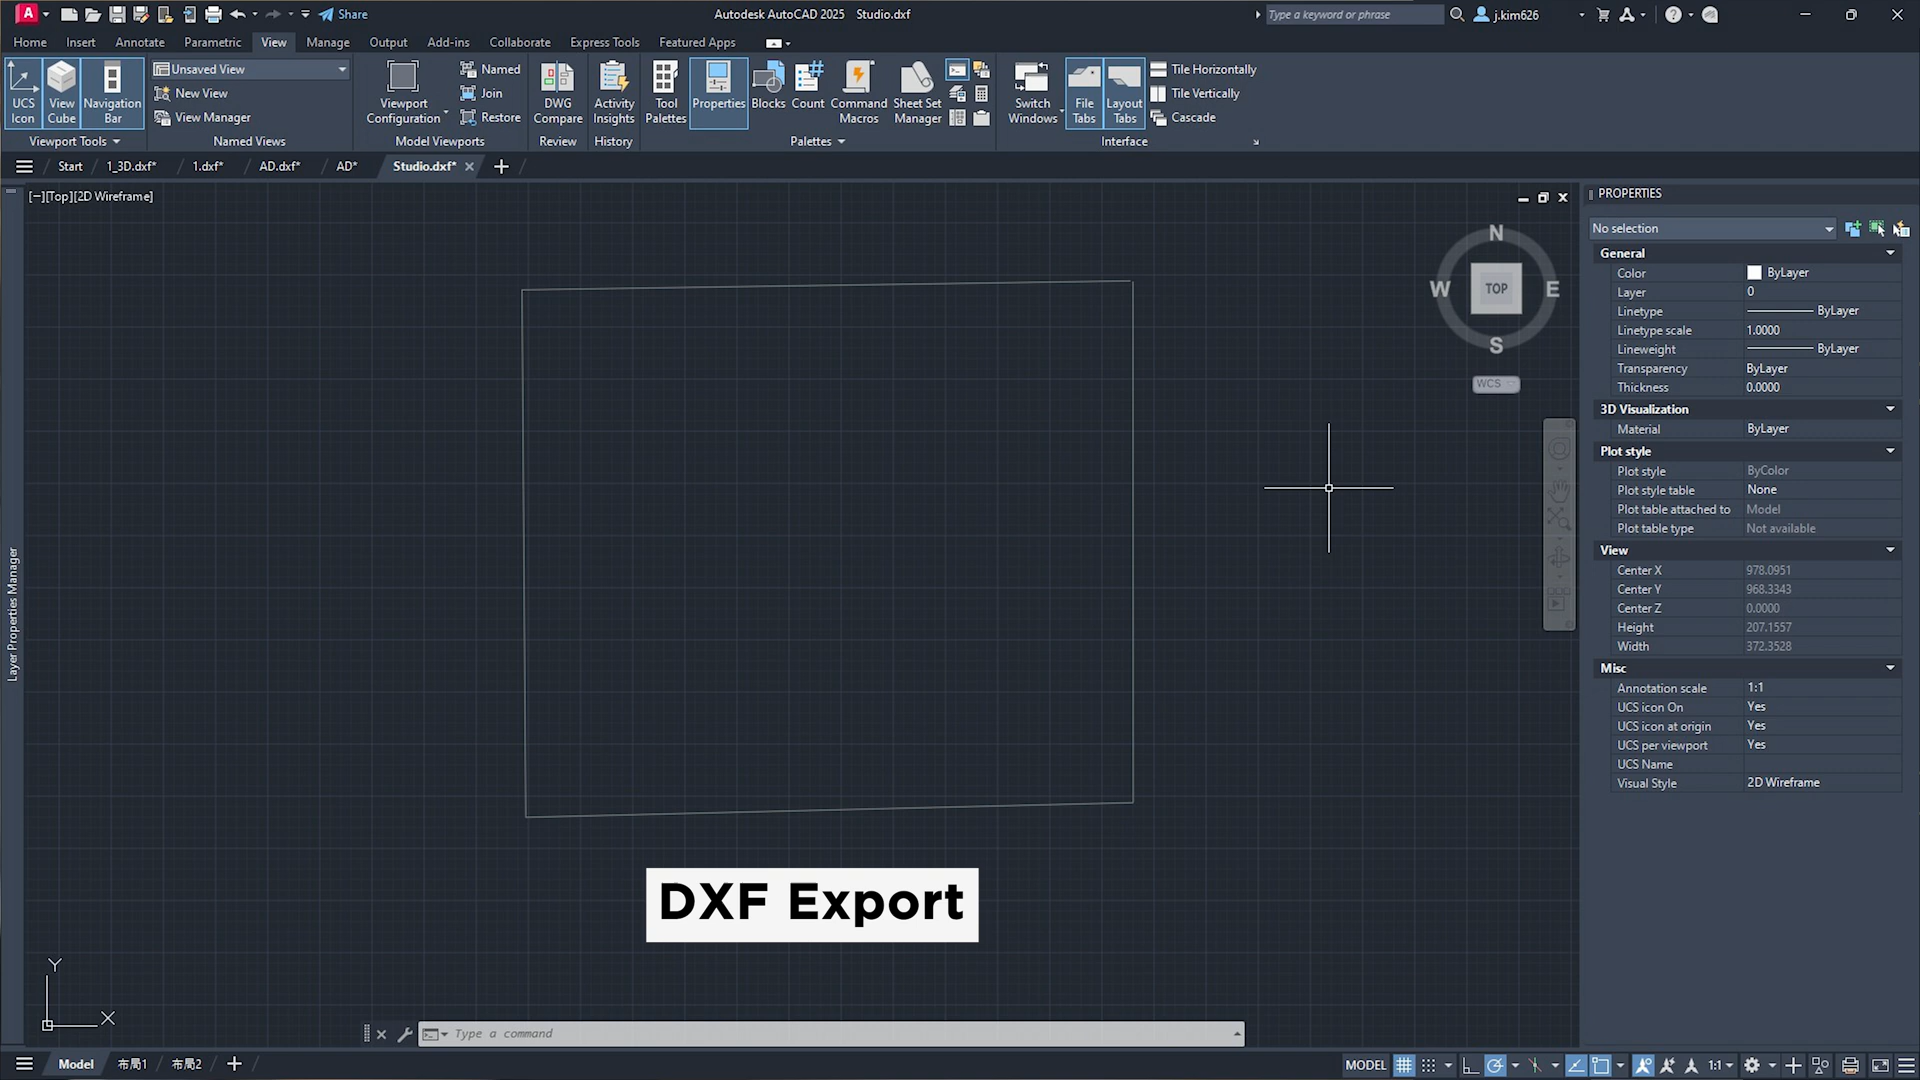 Share
Autodesk AutoCAD 2025 Studio.dxf
Type a keyword or phrase
j.kim626
Home Insert Annotate Parametric View Manage Output Add-ins Collaborate Express Tools Featured Apps
UCS Icon
View Cube
Navigation Bar
Viewport Tools
Unsaved View
New View
View Manager
Named Views
Viewport Configuration
Named
Join
Restore
Model Viewports
DWG Compare
Review
Activity Insights
History
Tool Palettes
Properties
Blocks
Count
Command Macros
Sheet Set Manager
Palettes
Switch Windows
File Tabs
Layout Tabs
Tile Horizontally
Tile Vertically
Cascade
Interface
Start 1_3D.dxf* 1.dxf* AD.dxf* AD* Studio.dxf*
[−][Top][2D Wireframe]
Layer Properties Manager
N
W TOP E
S
WCS
PROPERTIES
No selection
General
Color ByLayer
Layer 0
Linetype ByLayer
Linetype scale 1.0000
Lineweight ByLayer
Transparency ByLayer
Thickness 0.0000
3D Visualization
Material ByLayer
Plot style
Plot style ByColor
Plot style table None
Plot table attached to Model
Plot table type Not available
View
Center X 978.0951
Center Y 968.3343
Center Z 0.0000
Height 207.1557
Width 372.3528
Misc
Annotation scale 1:1
UCS icon On Yes
UCS icon at origin Yes
UCS per viewport Yes
UCS Name
Visual Style 2D Wireframe
DXF Export
Y
X
Type a command
Model 布局1 布局2
MODEL
1:1